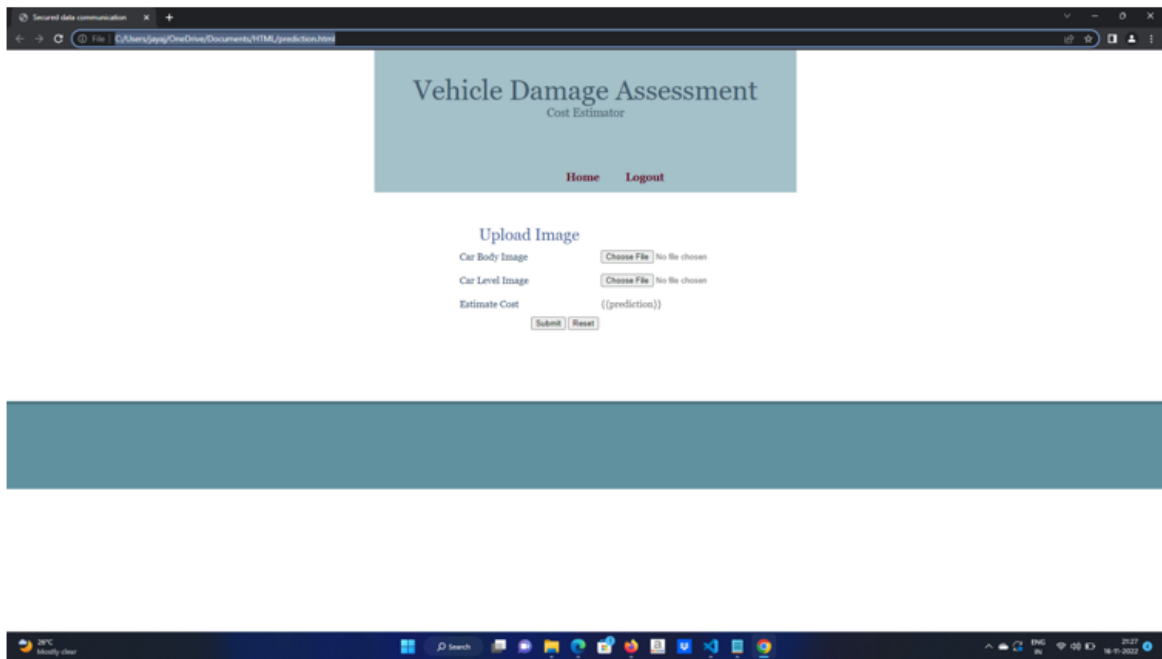 Secured data communication
File C:/Users/jayaj/OneDrive/Documents/HTML/prediction.html
Vehicle Damage Assessment
Cost Estimator
Home Logout
Upload Image
Car Body Image Choose File No file chosen
Car Level Image Choose File No file chosen
Estimate Cost {{prediction}}
Submit Reset
26°C
Mostly clear
Search
ENG
IN
21:27
16-11-2022